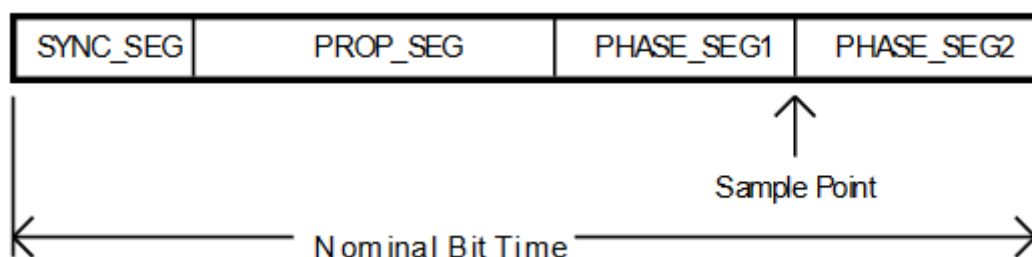 SYNC_SEG PROP_SEG PHASE_SEG1 PHASE_SEG2
Sample Point
Nominal Bit Time